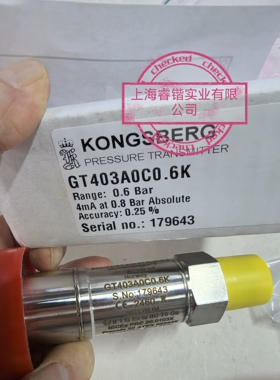 checked
checked
上海睿锴实业有限
公司
KONGSBERG
PRESSURE TRANSMITTER
GT403A0C0.6K
Range: 0.6 Bar
4mA at 0.8 Bar Absolute
Accuracy: 0.25 %
Serial no.: 179643
GT403A0C0.6K
S.No:179643